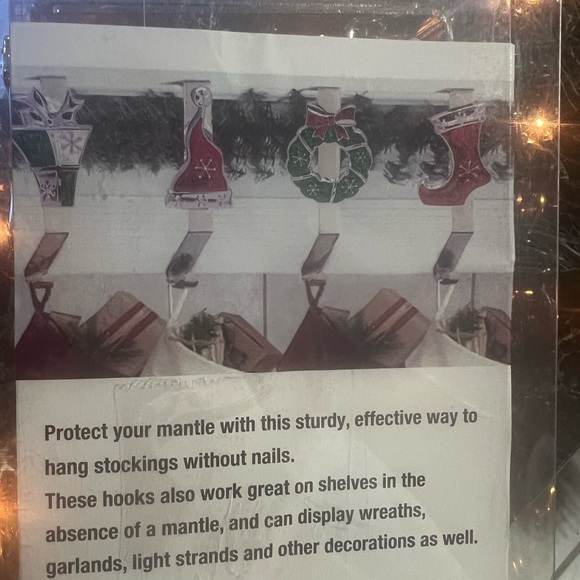 Protect your mantle with this sturdy, effective way to
hang stockings without nails.
These hooks also work great on shelves in the
absence of a mantle, and can display wreaths,
garlands, light strands and other decorations as well.